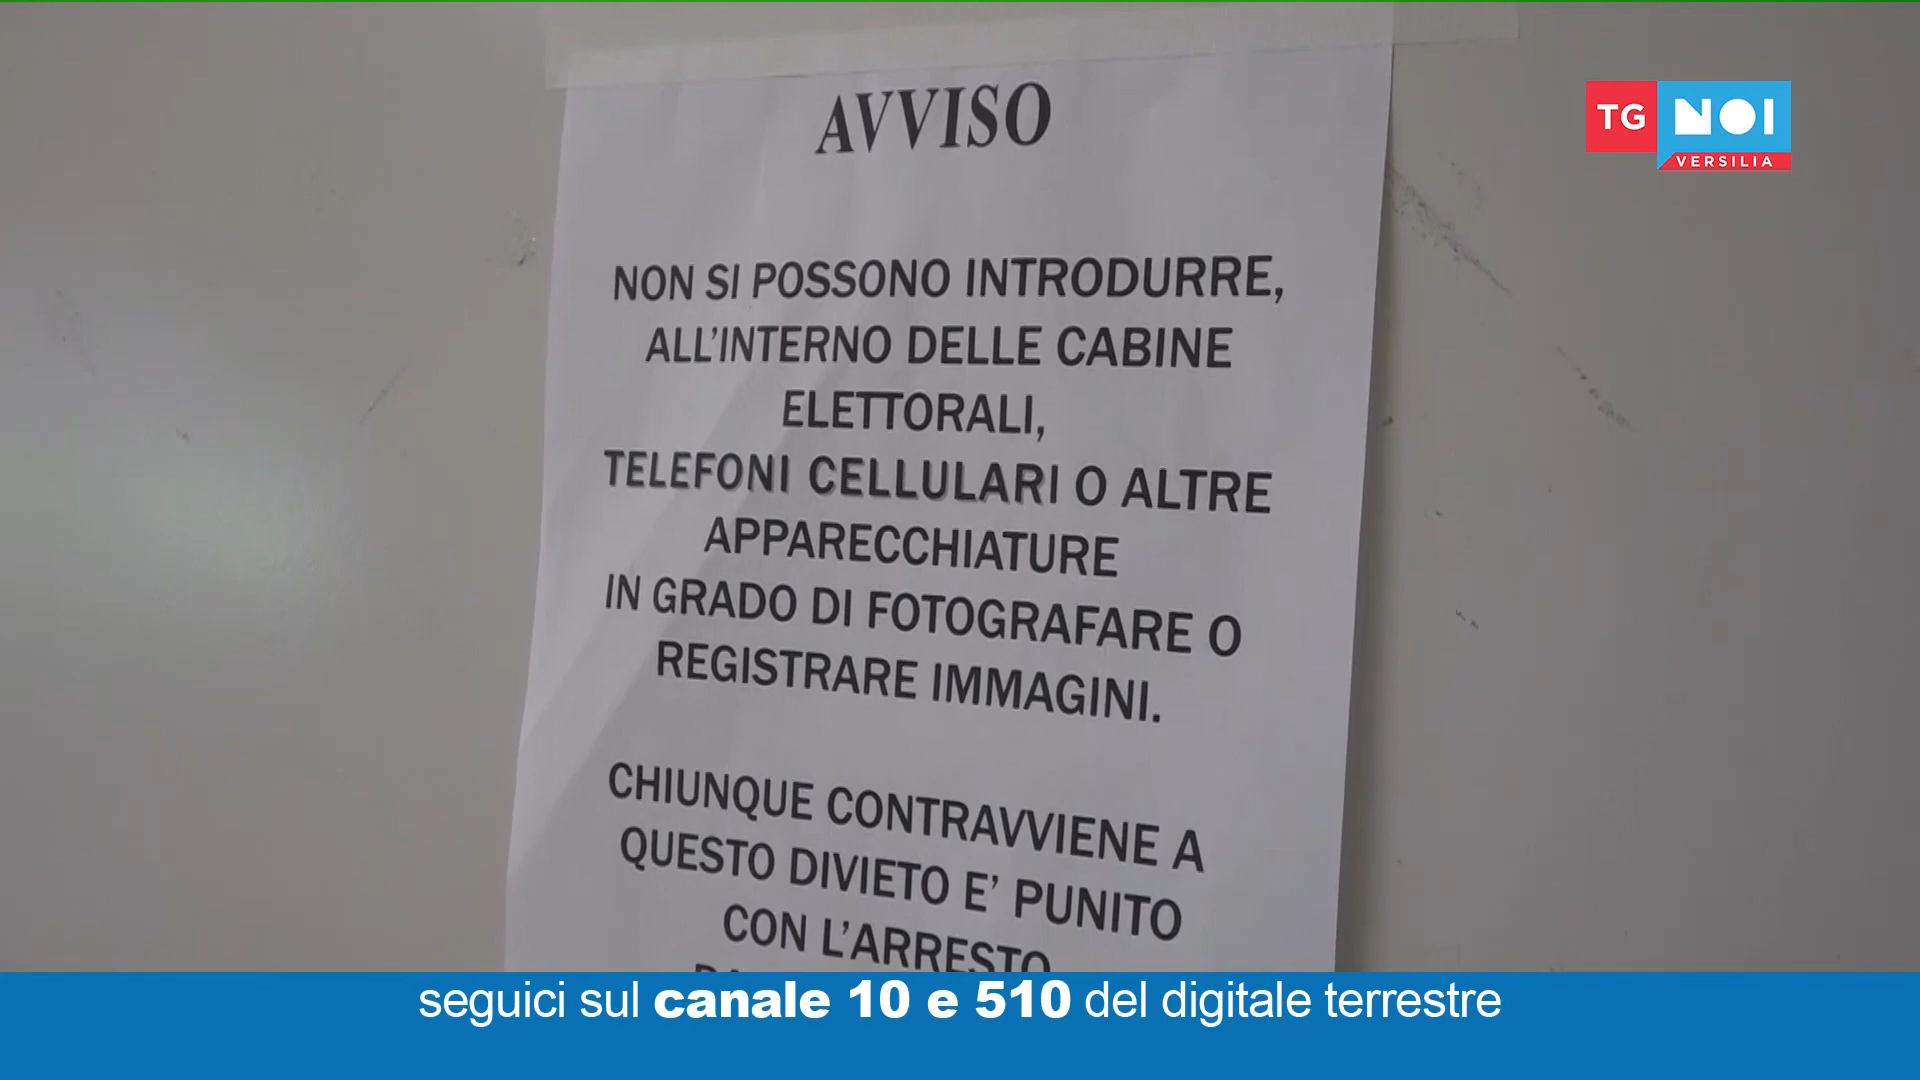 AVVISO
TG NOI
VERSILIA
NON SI POSSONO INTRODURRE,
ALL'INTERNO DELLE CABINE
ELETTORALI,
TELEFONI CELLULARI O ALTRE
APPARECCHIATURE
IN GRADO DI FOTOGRAFARE O
REGISTRARE IMMAGINI.
CHIUNQUE CONTRAVVIENE A
QUESTO DIVIETO E' PUNITO
CON L'ARRESTO
seguici sul canale 10 e 510 del digitale terrestre